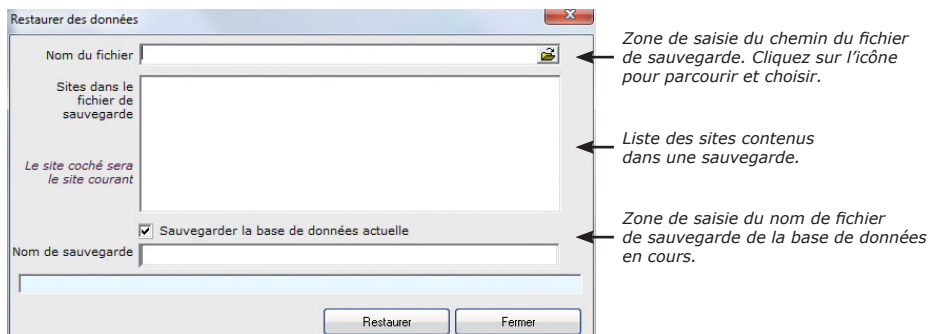 Restaurer des données
Nom du fichier
Sites dans le
fichier de
sauvegarde
Le site coché sera
le site courant
Sauvegarder la base de données actuelle
Nom de sauvegarde
Restaurer
Fermer
Zone de saisie du chemin du fichier
de sauvegarde. Cliquez sur l’icône
pour parcourir et choisir.
Liste des sites contenus
dans une sauvegarde.
Zone de saisie du nom de fichier
de sauvegarde de la base de données
en cours.